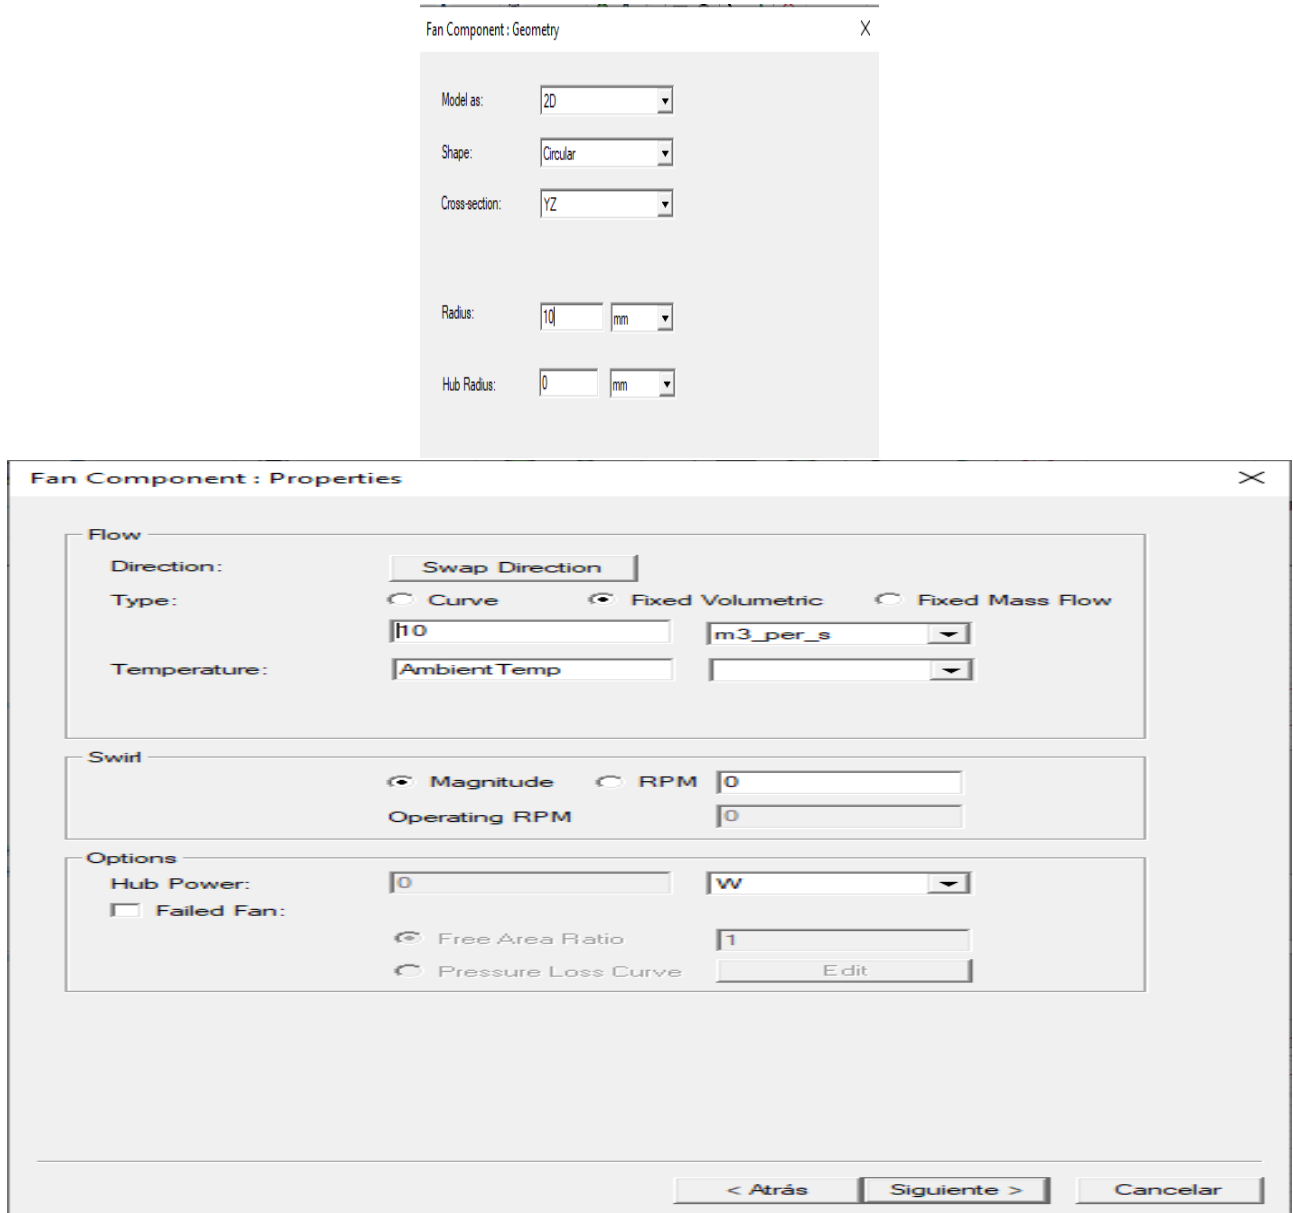 Fan Component : Geometry
Model as: 2D
Shape: Circular
Cross-section: YZ
Radius: 10 mm
Hub Radius: 0 mm
Fan Component : Properties
Flow
Direction: Swap Direction
Type: Curve Fixed Volumetric Fixed Mass Flow
10 m3_per_s
Temperature: AmbientTemp
Swirl
Magnitude RPM 0
Operating RPM 0
Options
Hub Power: 0 W
Failed Fan:
Free Area Ratio 1
Pressure Loss Curve Edit
< Atrás Siguiente > Cancelar